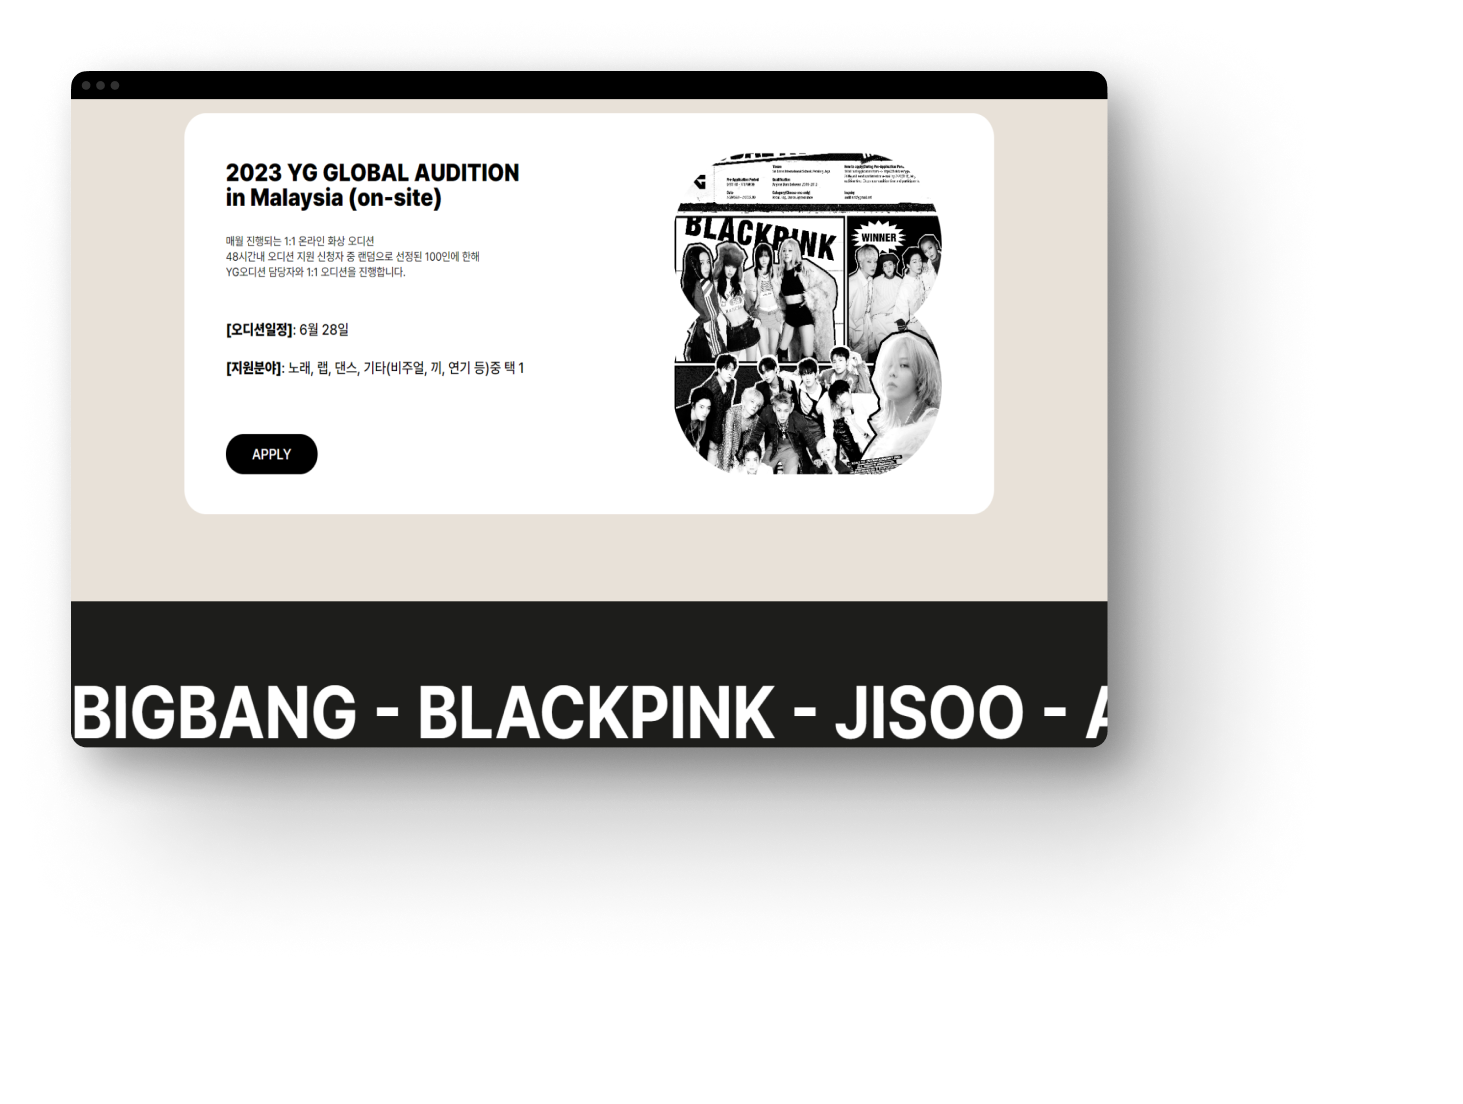 2023 YG GLOBAL AUDITION
in Malaysia (on-site)
매월 진행되는 1:1 온라인 화상 오디션
48시간내 오디션 지원 신청자 중 랜덤으로 선정된 100인에 한해
YG오디션 담당자와 1:1 오디션을 진행합니다.
[오디션일정]: 6월 28일
[지원분야]: 노래, 랩, 댄스, 기타(비주얼, 끼, 연기 등)중 택 1
APPLY
BLACKPINK
WINNER
BIGBANG - BLACKPINK - JISOO - A